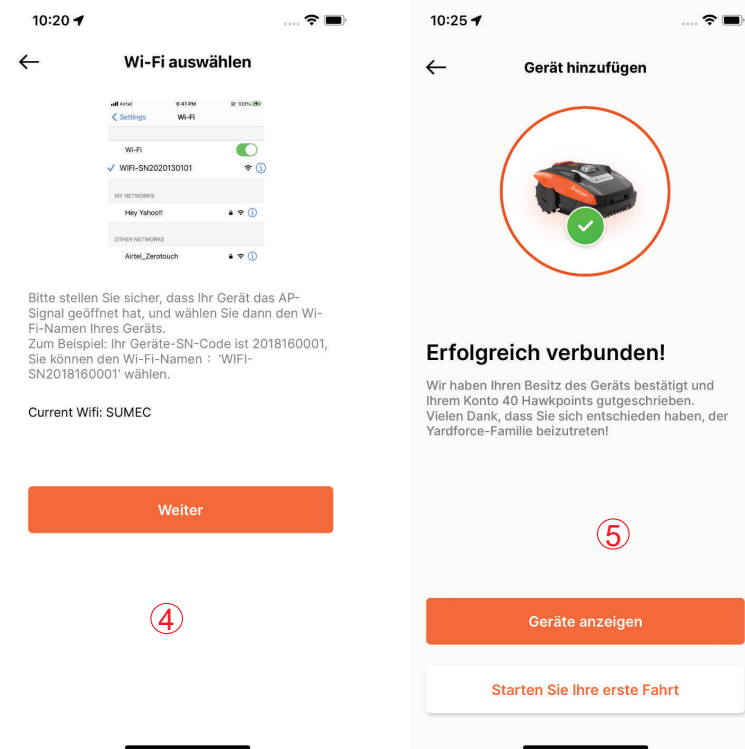 10:20
Wi-Fi auswählen
Airtel 6:41 PM 100%
Settings Wi-Fi
Wi-Fi
WIFI-SN2020130101
MY NETWORKS
Hey Yahoo!!
OTHER NETWORKS
Airtel_Zerotouch
Bitte stellen Sie sicher, dass Ihr Gerät das AP-
Signal geöffnet hat, und wählen Sie dann den Wi-
Fi-Namen Ihres Geräts.
Zum Beispiel: Ihr Geräte-SN-Code ist 2018160001,
Sie können den Wi-Fi-Namen： 'WIFI-
SN2018160001' wählen.
Current Wifi: SUMEC
Weiter
④
10:25
Gerät hinzufügen
Erfolgreich verbunden!
Wir haben Ihren Besitz des Geräts bestätigt und
Ihrem Konto 40 Hawkpoints gutgeschrieben.
Vielen Dank, dass Sie sich entschieden haben, der
Yardforce-Familie beizutreten!
⑤
Geräte anzeigen
Starten Sie Ihre erste Fahrt